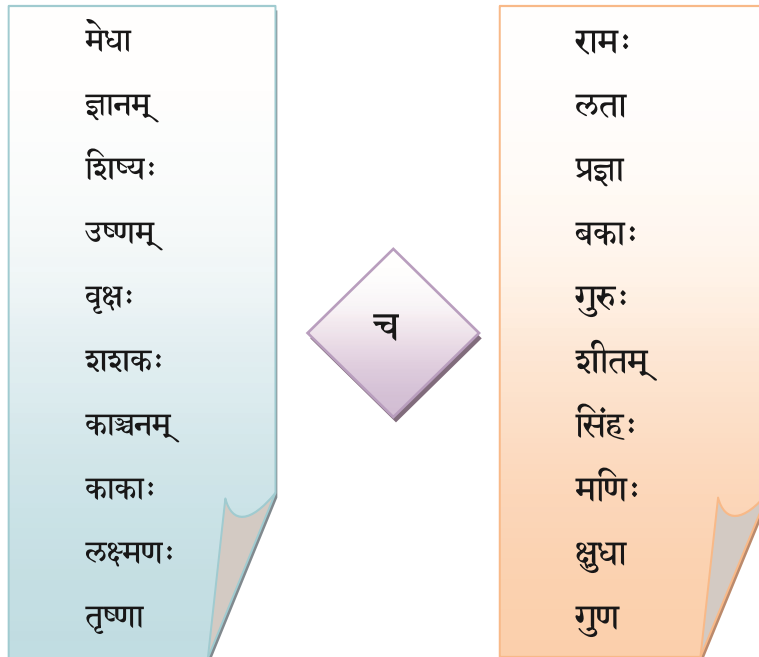 मेधा
ज्ञानम्
शिष्यः
उष्णम्
वृक्षः
शशकः
काञ्चनम्
काकाः
लक्ष्मणः
तृष्णा
च
रामः
लता
प्रज्ञा
बकाः
गुरुः
शीतम्
सिंहः
मणिः
क्षुधा
गुण